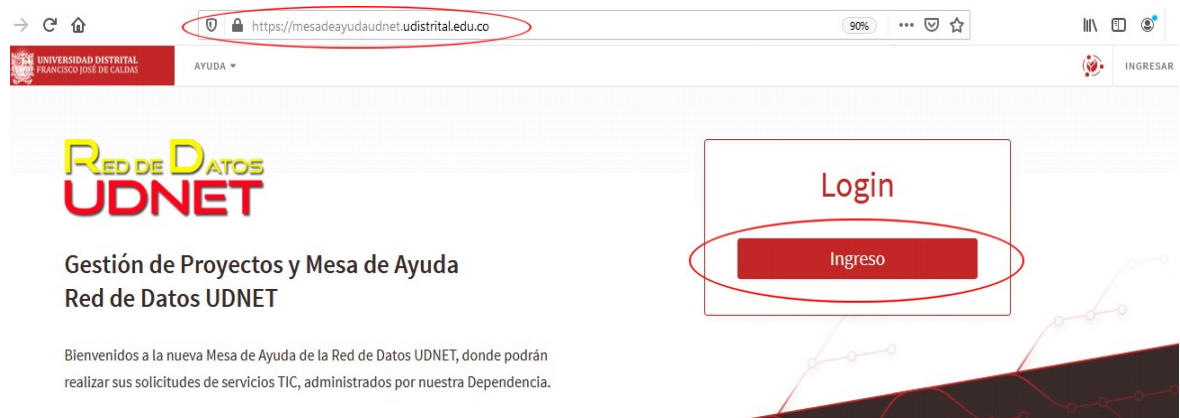 https://mesadeayudaudnet.udistrital.edu.co
90%
UNIVERSIDAD DISTRITAL
FRANCISCO JOSÉ DE CALDAS
AYUDA
INGRESAR
RED DE DATOS
UDNET
Login
Ingreso
Gestión de Proyectos y Mesa de Ayuda
Red de Datos UDNET
Bienvenidos a la nueva Mesa de Ayuda de la Red de Datos UDNET, donde podrán
realizar sus solicitudes de servicios TIC, administrados por nuestra Dependencia.